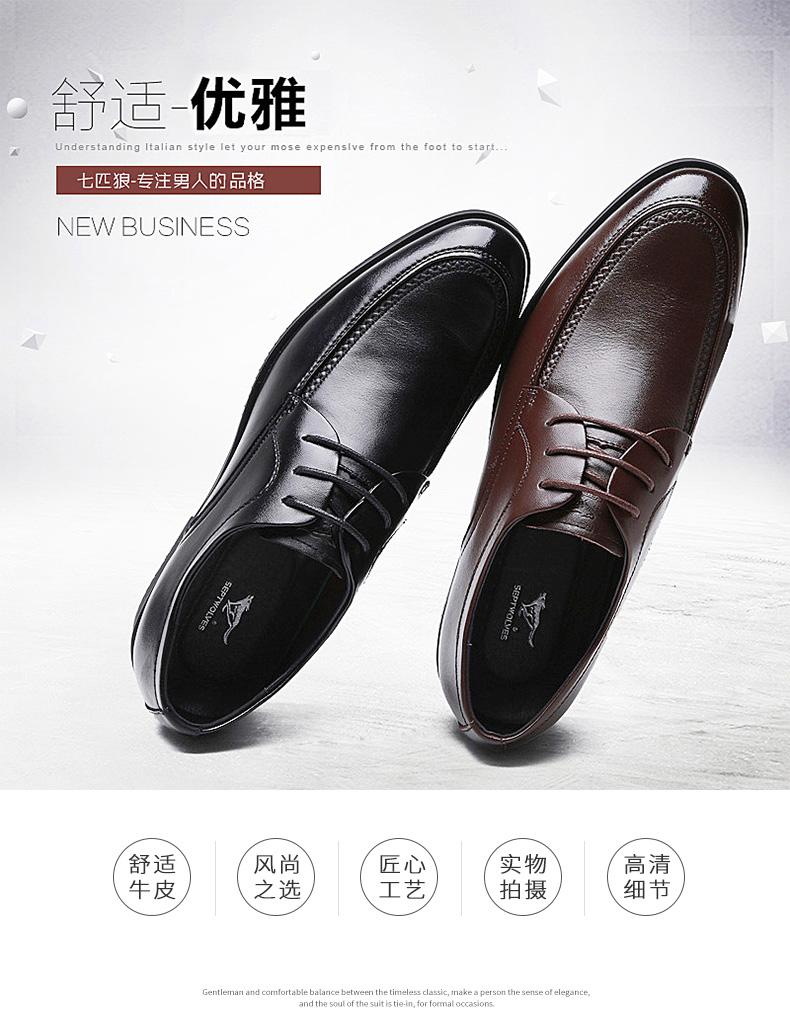 舒适-优雅
Understanding Italian style let your mose expensive from the foot to start...
七匹狼-专注男人的品格
NEW BUSINESS
SEPTWOLVES
SEPTWOLVES
舒适 风尚 匠心 实物 高清
牛皮 之选 工艺 拍摄 细节
Gentleman and comfortable balance between the timeless classic, make a person the sense of elegance,
and the soul of the suit is tie-in, for formal occasions.